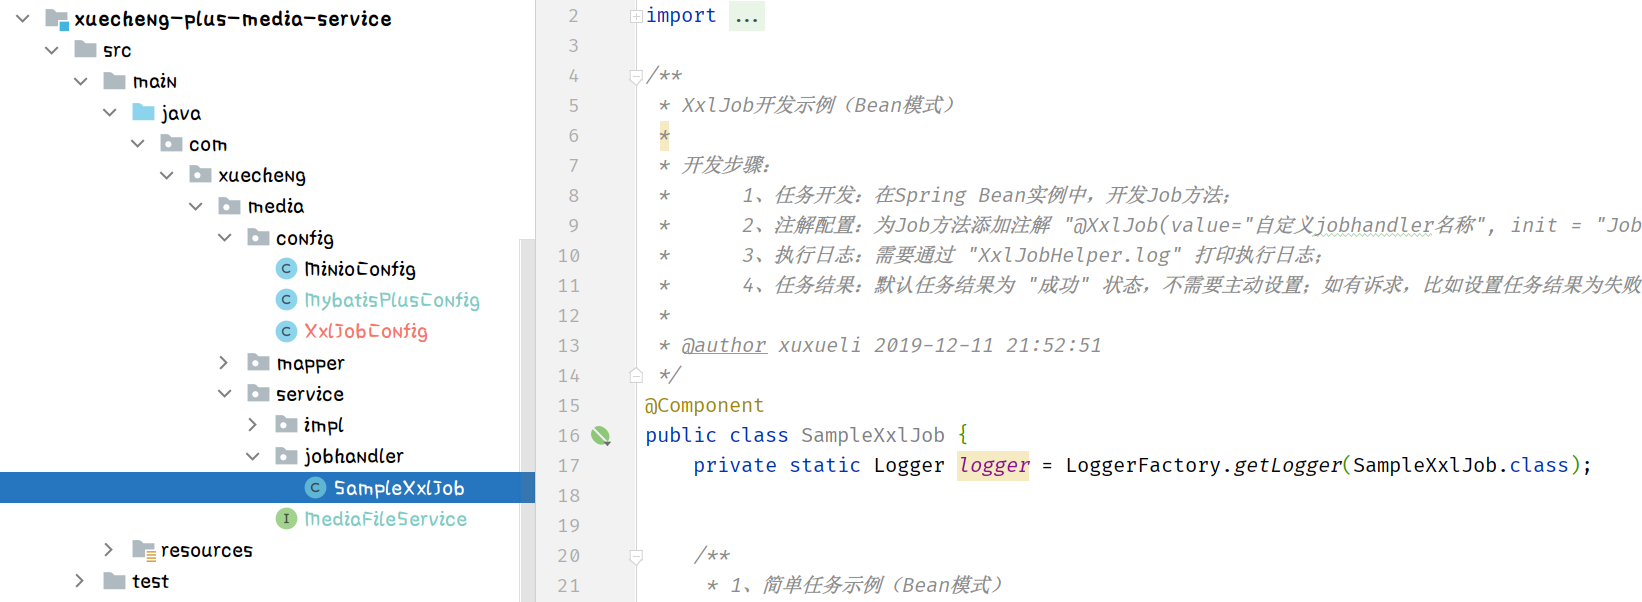 xuecheng-plus-media-service
src
main
java
com
xuecheng
media
config
MinioConfig
MybatisPlusConfig
XxlJobConfig
mapper
service
impl
jobhandler
SampleXxlJob
MediaFileService
resources
test
2 import ...
3
4 /**
5 * XxlJob开发示例（Bean模式）
6 *
7 * 开发步骤：
8 * 1、任务开发：在Spring Bean实例中，开发Job方法；
9 * 2、注解配置：为Job方法添加注解 "@XxlJob(value="自定义jobhandler名称", init = "Job
10 * 3、执行日志：需要通过 "XxlJobHelper.log" 打印执行日志；
11 * 4、任务结果：默认任务结果为 "成功" 状态，不需要主动设置；如有诉求，比如设置任务结果为失败
12 *
13 * @author xuxueli 2019-12-11 21:52:51
14 */
15 @Component
16 public class SampleXxlJob {
17 private static Logger logger = LoggerFactory.getLogger(SampleXxlJob.class);
18
19
20 /**
21 * 1、简单任务示例（Bean模式）